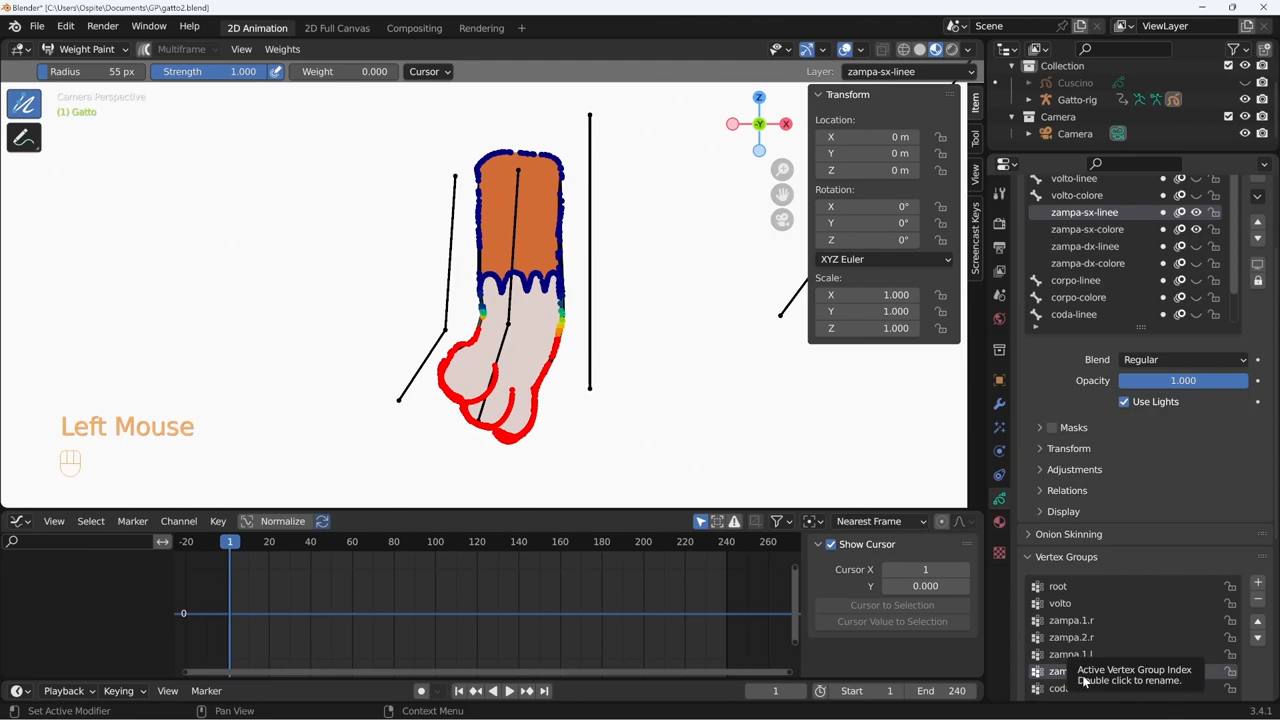 Blender* [C:\Users\Ospite\Documents\GP\gatto2.blend]
File Edit Render Window Help 2D Animation 2D Full Canvas Compositing Rendering + Scene ViewLayer
Weight Paint Multiframe View Weights
Radius 55 px Strength 1.000 Weight 0.000 Cursor Layer: zampa-sx-linee
Camera Perspective
(1) Gatto
Z
-Y X
Transform
Location:
X 0 m
Y 0 m
Z 0 m
Rotation:
X 0°
Y 0°
Z 0°
XYZ Euler
Scale:
X 1.000
Y 1.000
Z 1.000
Item
Tool
View
Screencast Keys
Collection
Cuscino
Gatto-rig
Camera
Camera
volto-linee
volto-colore
zampa-sx-linee
zampa-sx-colore
zampa-dx-linee
zampa-dx-colore
corpo-linee
corpo-colore
coda-linee
Blend Regular
Opacity 1.000
Use Lights
Masks
Transform
Adjustments
Relations
Display
Onion Skinning
Vertex Groups
root
volto
zampa.1.r
zampa.2.r
zampa.1.l
zam
cod
Active Vertex Group Index
Double click to rename.
Left Mouse
View Select Marker Channel Key Normalize Nearest Frame
-20 1 20 40 60 80 100 120 140 160 180 200 220 240 260
0
Show Cursor
Cursor X 1
Y 0.000
Cursor to Selection
Cursor Value to Selection
Playback Keying View Marker 1 Start 1 End 240
Set Active Modifier Pan View Context Menu 3.4.1